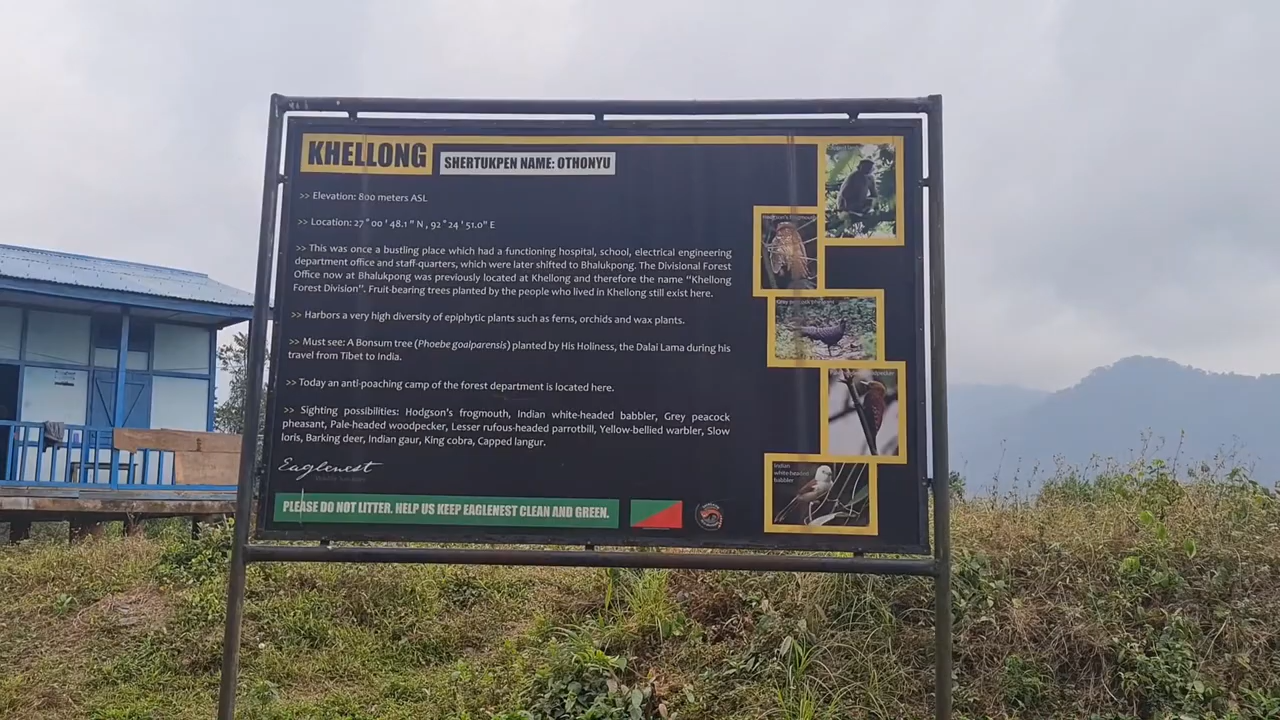 KHELLONG
SHERTUKPEN NAME: OTHONYU
>> Elevation: 800 meters ASL
>> Location: 27° 00 ' 48.1" N , 92° 24 ' 51.0" E
>> This was once a bustling place which had a functioning hospital, school, electrical engineering
department office and staff-quarters, which were later shifted to Bhalukpong. The Divisional Forest
Office now at Bhalukpong was previously located at Khellong and therefore the name "Khellong
Forest Division". Fruit-bearing trees planted by the people who lived in Khellong still exist here.
>> Harbors a very high diversity of epiphytic plants such as ferns, orchids and wax plants.
>> Must see: A Bonsum tree (Phoebe goalparensis) planted by His Holiness, the Dalai Lama during his
travel from Tibet to India.
>> Today an anti-poaching camp of the forest department is located here.
>> Sighting possibilities: Hodgson's frogmouth, Indian white-headed babbler, Grey peacock
pheasant, Pale-headed woodpecker, Lesser rufous-headed parrotbill, Yellow-bellied warbler, Slow
loris, Barking deer, Indian gaur, King cobra, Capped langur.
Eaglenest
PLEASE DO NOT LITTER. HELP US KEEP EAGLENEST CLEAN AND GREEN.
Hodgson's frogmouth
Grey peacock pheasant
Indian
white-headed
babbler